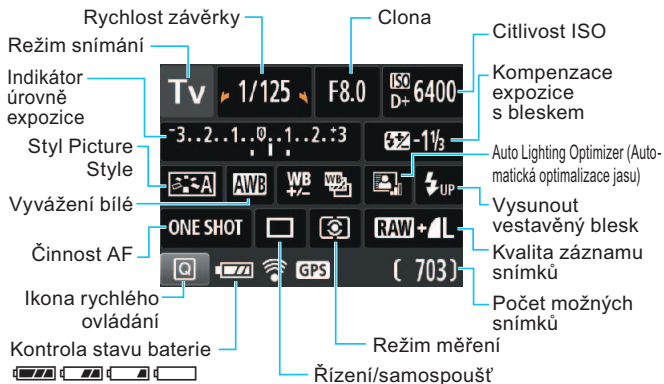 Rychlost závěrky
Clona
Režim snímání
Citlivost ISO
Indikátor
úrovně
expozice
Kompenzace
expozice
s bleskem
Tv 1/125 F8.0 ISO D+ 6400
-3..2..1..0..1..2.:+3
-1⅓
Styl Picture
Style
Auto Lighting Optimizer (Auto-
matická optimalizace jasu)
A AWB WB +/- WB UP
Vyvážení bílé
Vysunout
vestavěný blesk
ONE SHOT RAW+L
Činnost AF
Kvalita záznamu
snímků
Q GPS ( 703)
Ikona rychlého
ovládání
Počet možných
snímků
Kontrola stavu baterie
Režim měření
Řízení/samospoušť